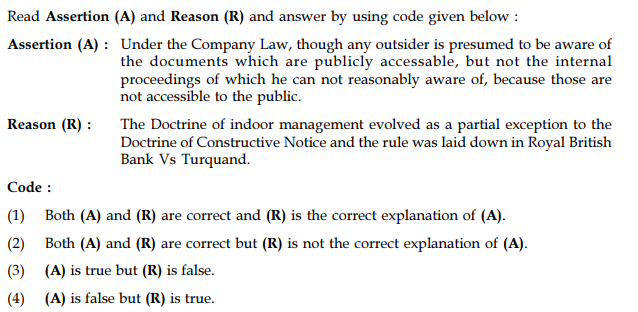 Read Assertion (A) and Reason (R) and answer by using code given below :
Assertion (A) : Under the Company Law, though any outsider is presumed to be aware of
the documents which are publicly accessable, but not the internal
proceedings of which he can not reasonably aware of, because those are
not accessible to the public.
Reason (R) : The Doctrine of indoor management evolved as a partial exception to the
Doctrine of Constructive Notice and the rule was laid down in Royal British
Bank Vs Turquand.
Code :
(1) Both (A) and (R) are correct and (R) is the correct explanation of (A).
(2) Both (A) and (R) are correct but (R) is not the correct explanation of (A).
(3) (A) is true but (R) is false.
(4) (A) is false but (R) is true.